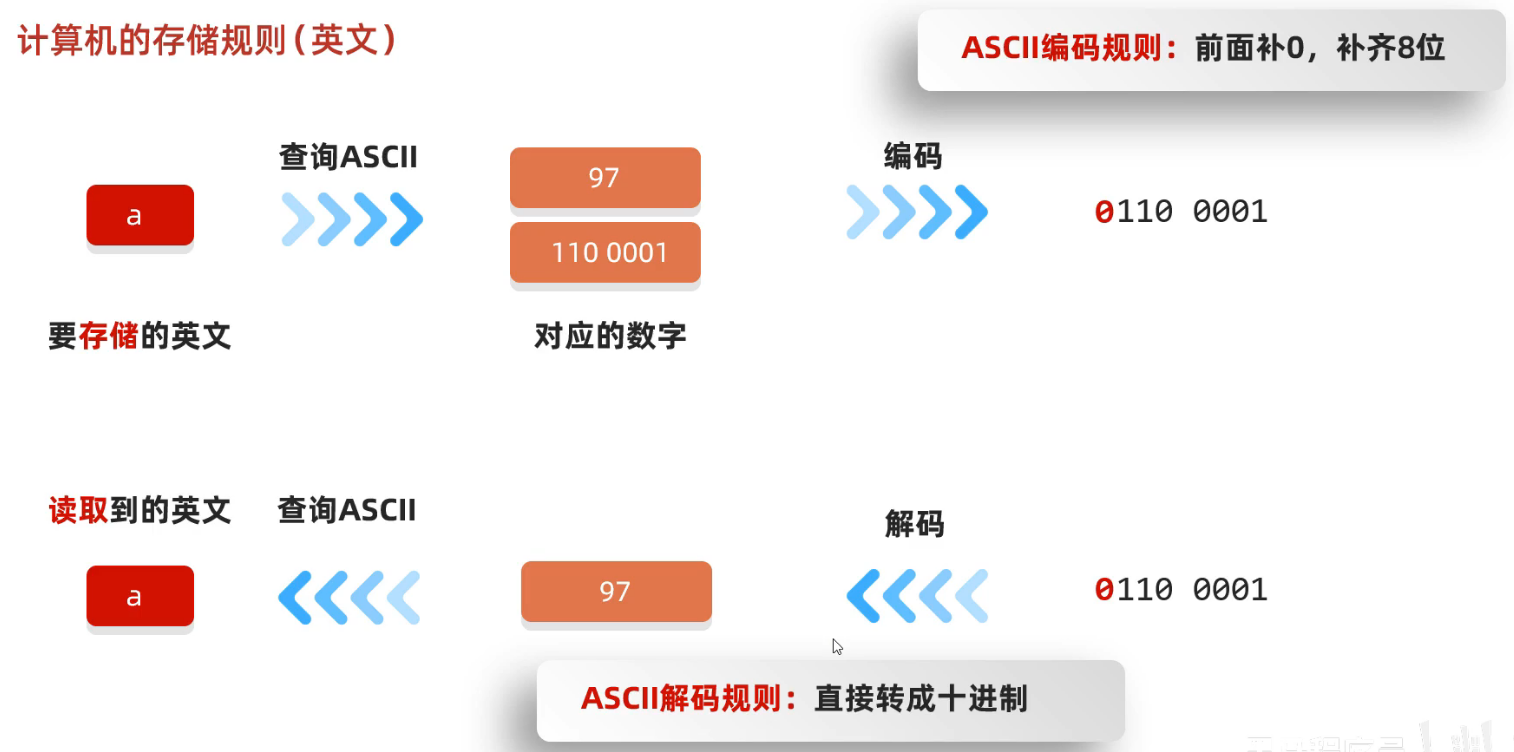 计算机的存储规则（英文）
ASCII编码规则：前面补0，补齐8位
查询ASCII
编码
a
97
110 0001
0110 0001
要存储的英文
对应的数字
读取到的英文
查询ASCII
解码
a
97
0110 0001
ASCII解码规则：直接转成十进制